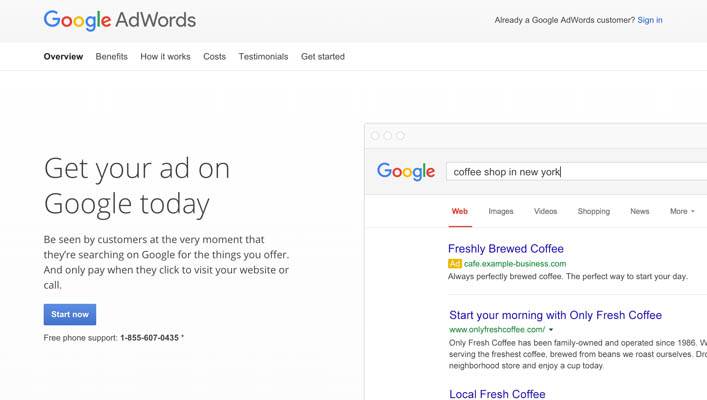 Google AdWords
Already a Google AdWords customer? Sign in
Overview Benefits How it works Costs Testimonials Get started
Get your ad on
Google today
Be seen by customers at the very moment that
they're searching on Google for the things you offer.
And only pay when they click to visit your website or
call.
Start now
Free phone support: 1-855-607-0435 *
Google coffee shop in new york
Web Images Videos Shopping News More
Freshly Brewed Coffee
Ad cafe.example-business.com
Always perfectly brewed coffee. The perfect way to start your day.
Start your morning with Only Fresh Coffee
www.onlyfreshcoffee.com/
Only Fresh Coffee has been family-owned and operated since 1986. W
serving the freshest coffee, brewed from beans we roast ourselves. Dro
neighborhood store and enjoy a cup today.
Local Fresh Coffee